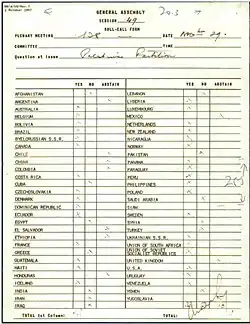 GENERAL ASSEMBLY
SESSION
ROLL-CALL FORM
PLENARY MEETING 128
COMMITTEE TIME
Question at issue Palestine Partition
YES NO ABSTAIN YES NO ABSTAIN
AFGHANISTAN LEBANON
ARGENTINA LIBERIA
AUSTRALIA LUXEMBOURG
BELGIUM MEXICO
BOLIVIA NETHERLANDS
BRAZIL NEW ZEALAND
BYELORUSSIAN S.S.R. NICARAGUA
CANADA NORWAY
CHILE PAKISTAN
CHINA PANAMA
COLOMBIA PARAGUAY
COSTA RICA PERU
CUBA PHILIPPINES
CZECHOSLOVAKIA POLAND
DENMARK SAUDI ARABIA
DOMINICAN REPUBLIC SIAM
ECUADOR SWEDEN
EGYPT SYRIA
EL SALVADOR TURKEY
ETHIOPIA UKRAINIAN S.S.R.
FRANCE UNION OF SOUTH AFRICA
GREECE UNION OF SOVIET SOCIALIST REPUBLICS
GUATEMALA UNITED KINGDOM
HAITI U.S.A.
HONDURAS URUGUAY
ICELAND VENEZUELA
INDIA YEMEN
IRAN YUGOSLAVIA
IRAQ
TOTAL (1st Column) TOTAL